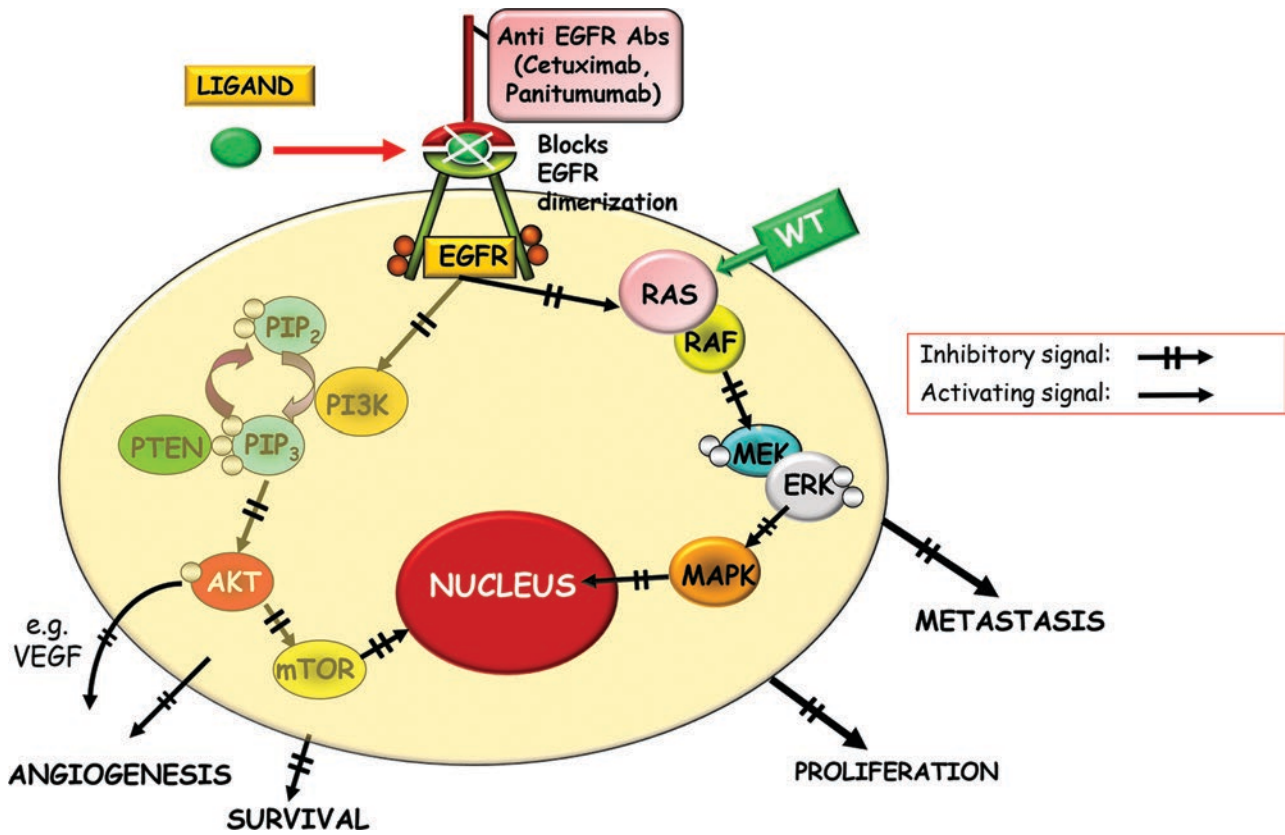 Anti EGFR Abs
(Cetuximab,
Panitumumab)
LIGAND
Blocks
EGFR
dimerization
WT
EGFR
RAS
RAF
PIP2
PI3K
PTEN
PIP3
MEK
ERK
Inhibitory signal:
Activating signal:
AKT
NUCLEUS
MAPK
e.g.
VEGF
mTOR
METASTASIS
ANGIOGENESIS
PROLIFERATION
SURVIVAL